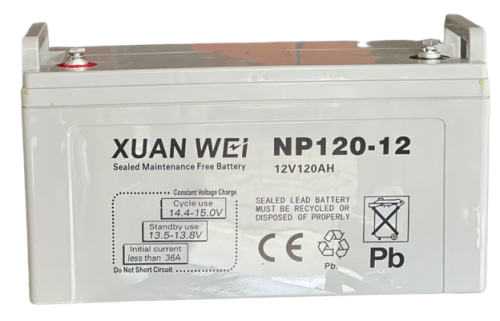 XUAN WEi
Sealed Maintenance Free Battery
NP120-12
12V120AH
Constant Voltage Charge
Cycle use
14.4-15.0V
Standby use
13.5-13.8V
Initial current
less than 36A
Do Not Short Circuit
SEALED LEAD BATTERY
MUST BE RECYCLED OR
DISPOSED OF PROPERLY
CE
Pb.
Pb